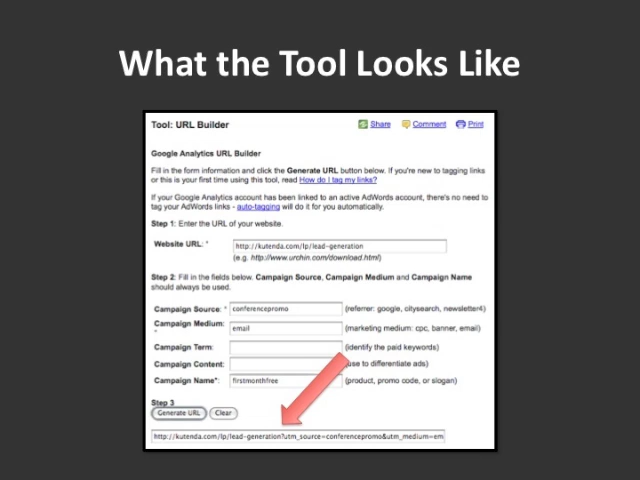 What the Tool Looks Like
Tool: URL Builder
Share Comment Print
Google Analytics URL Builder
Fill in the form information and click the Generate URL button below. If you're new to tagging links
or this is your first time using this tool, read How do I tag my links?
If your Google Analytics account has been linked to an active AdWords account, there's no need to
tag your AdWords links - auto-tagging will do it for you automatically.
Step 1: Enter the URL of your website.
Website URL: * http://kutenda.com/lp/lead-generation
(e.g. http://www.urchin.com/download.html)
Step 2: Fill in the fields below. Campaign Source, Campaign Medium and Campaign Name
should always be used.
Campaign Source: * conferencepromo (referrer: google, citysearch, newsletter4)
Campaign Medium: * email (marketing medium: cpc, banner, email)
Campaign Term: (identify the paid keywords)
Campaign Content: use to differentiate ads)
Campaign Name*: firstmonthfree (product, promo code, or slogan)
Step 3
Generate URL Clear
http://kutenda.com/lp/lead-generation?utm_source=conferencepromo&utm_medium=em